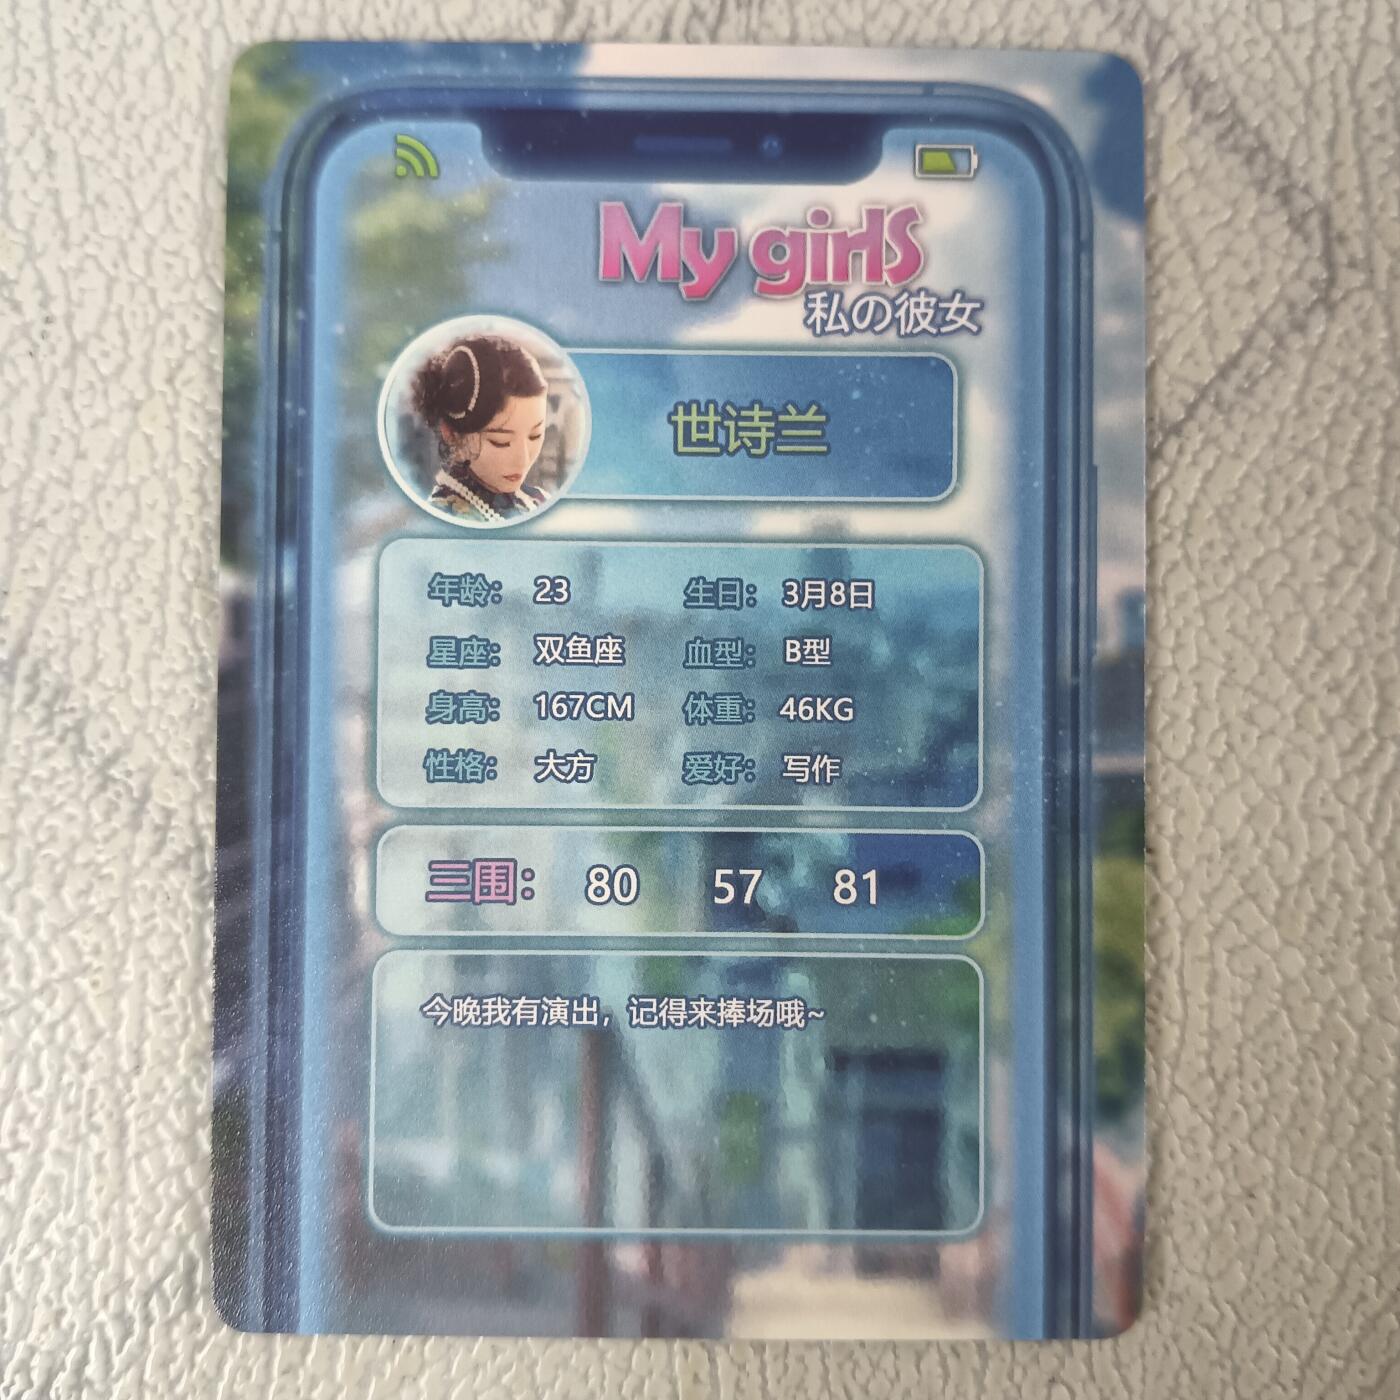 My girls
私の彼女
世诗兰
年龄： 23 生日： 3月8日
星座： 双鱼座 血型： B型
身高： 167CM 体重： 46KG
性格： 大方 爱好： 写作
三围： 80 57 81
今晚我有演出，记得来捧场哦~